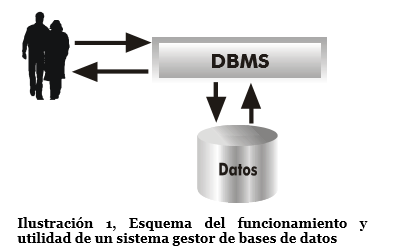 DBMS
Datos
Ilustración 1, Esquema del funcionamiento y
utilidad de un sistema gestor de bases de datos